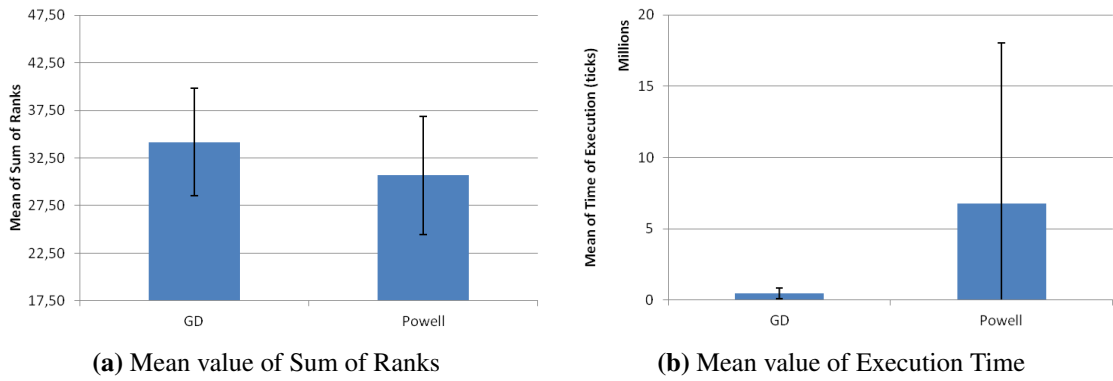 Mean of Sum of Ranks
47,50
42,50
37,50
32,50
27,50
22,50
17,50
GD
Powell
(a) Mean value of Sum of Ranks
Mean of Time of Execution (ticks)
Millions
20
15
10
5
0
GD
Powell
(b) Mean value of Execution Time